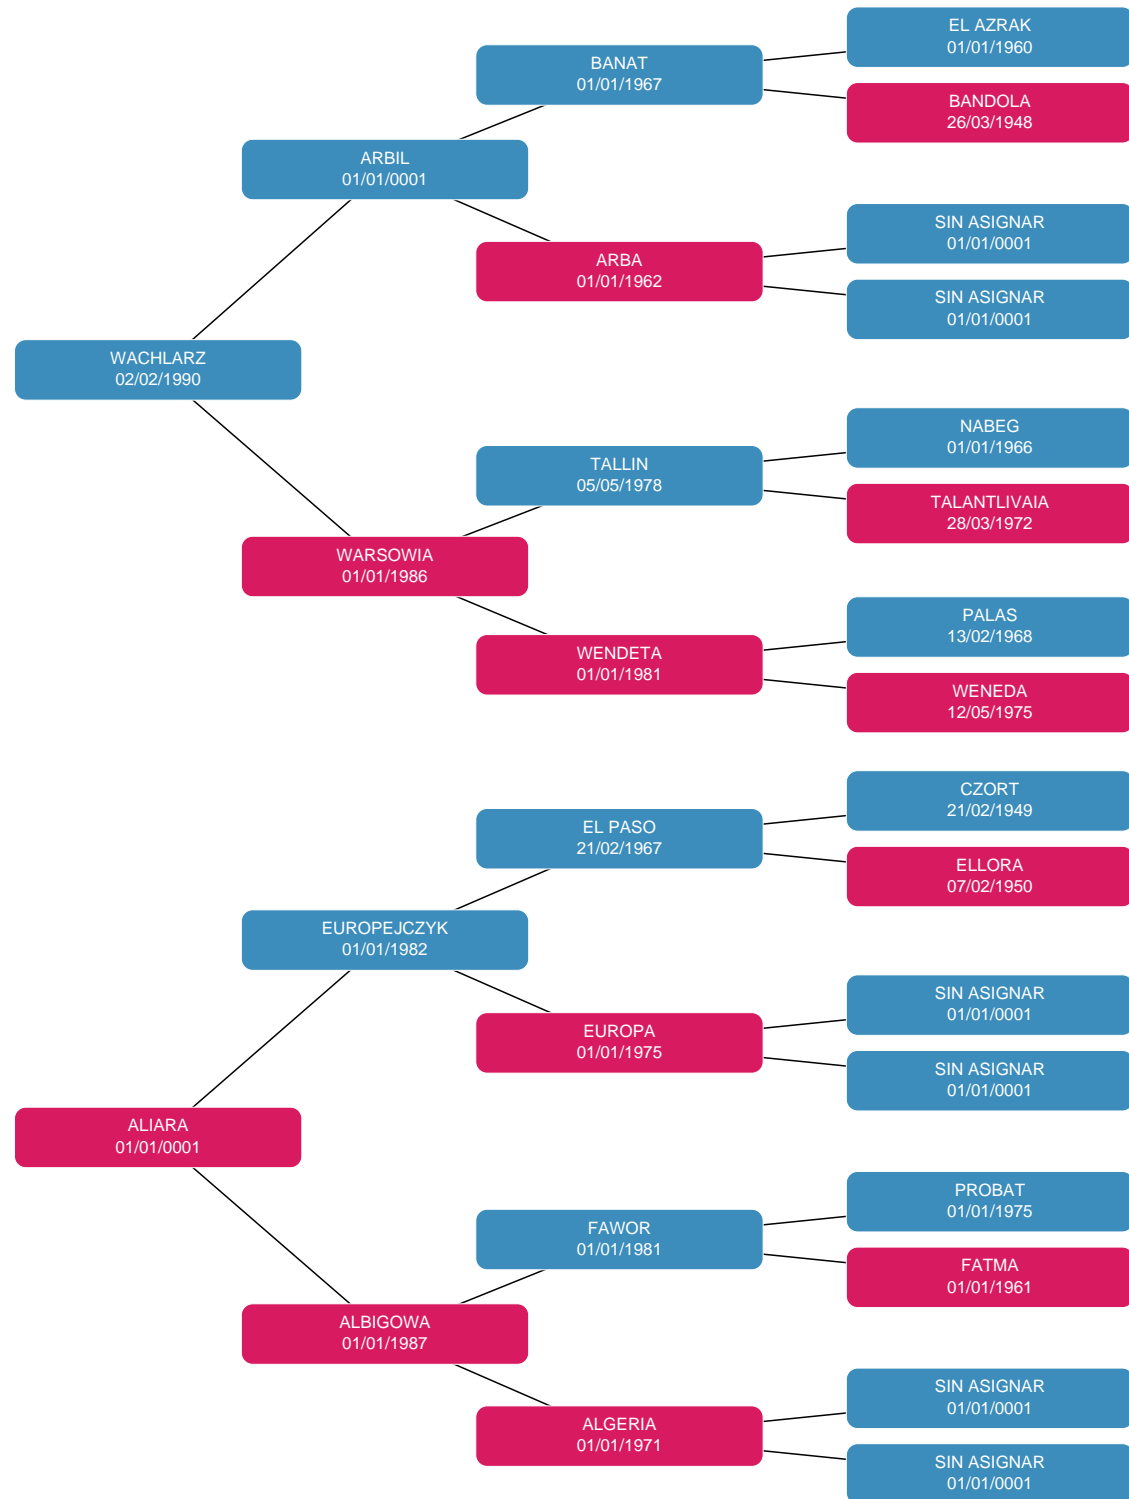 EL AZRAK
01/01/1960
BANAT
01/01/1967
BANDOLA
26/03/1948
ARBIL
01/01/0001
SIN ASIGNAR
01/01/0001
ARBA
01/01/1962
SIN ASIGNAR
01/01/0001
WACHLARZ
02/02/1990
NABEG
01/01/1966
TALLIN
05/05/1978
TALANTLIVAIA
28/03/1972
WARSOWIA
01/01/1986
PALAS
13/02/1968
WENDETA
01/01/1981
WENEDA
12/05/1975
CZORT
21/02/1949
EL PASO
21/02/1967
ELLORA
07/02/1950
EUROPEJCZYK
01/01/1982
SIN ASIGNAR
01/01/0001
EUROPA
01/01/1975
SIN ASIGNAR
01/01/0001
ALIARA
01/01/0001
PROBAT
01/01/1975
FAWOR
01/01/1981
FATMA
01/01/1961
ALBIGOWA
01/01/1987
SIN ASIGNAR
01/01/0001
ALGERIA
01/01/1971
SIN ASIGNAR
01/01/0001